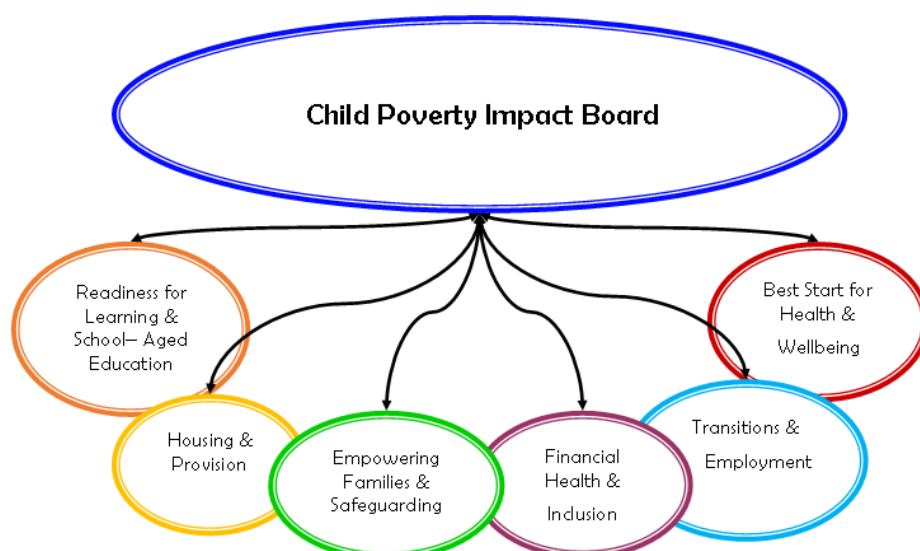 Child Poverty Impact Board
Readiness for
Learning &
School– Aged
Education
Housing &
Provision
Empowering
Families &
Safeguarding
Financial
Health &
Inclusion
Transitions &
Employment
Best Start for
Health &
Wellbeing